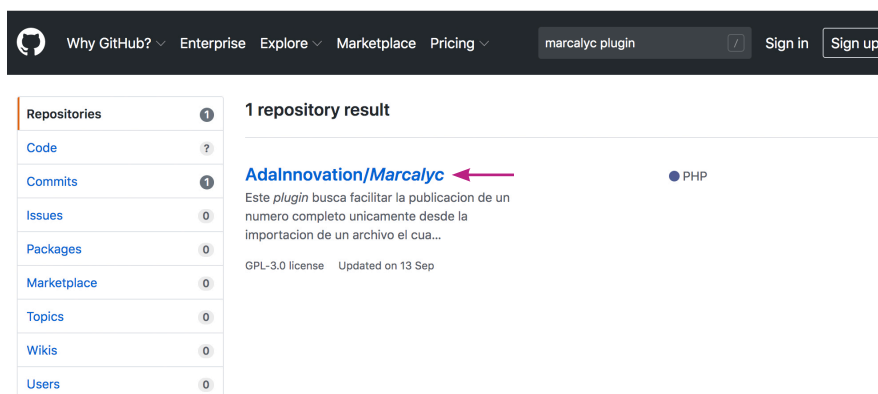 Why GitHub? Enterprise Explore Marketplace Pricing marcalyc plugin / Sign in Sign up
Repositories 1
Code ?
Commits 1
Issues 0
Packages 0
Marketplace 0
Topics 0
Wikis 0
Users 0
1 repository result
AdaInnovation/Marcalyc
PHP
Este plugin busca facilitar la publicacion de un
numero completo unicamente desde la
importacion de un archivo el cua...
GPL-3.0 license Updated on 13 Sep